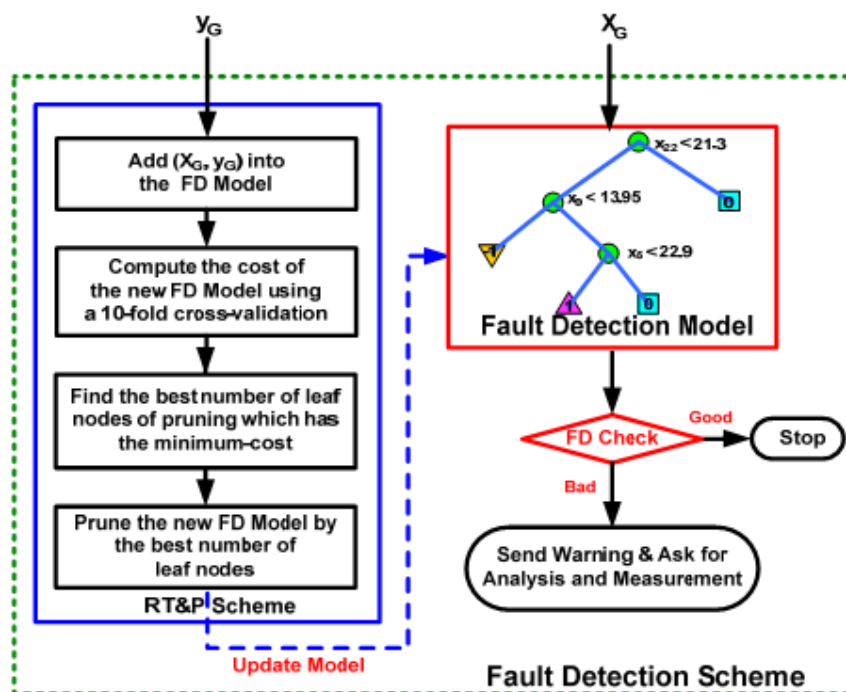 y_G
X_G
Add (X_G, y_G) into
the FD Model
Compute the cost of
the new FD Model using
a 10-fold cross-validation
Find the best number of leaf
nodes of pruning which has
the minimum-cost
Prune the new FD Model by
the best number of
leaf nodes
RT&P Scheme
Update Model
x_22<21.3
x_9<13.95
0
-1
x_5<22.9
1
0
Fault Detection Model
FD Check
Good
Stop
Bad
Send Warning & Ask for
Analysis and Measurement
Fault Detection Scheme